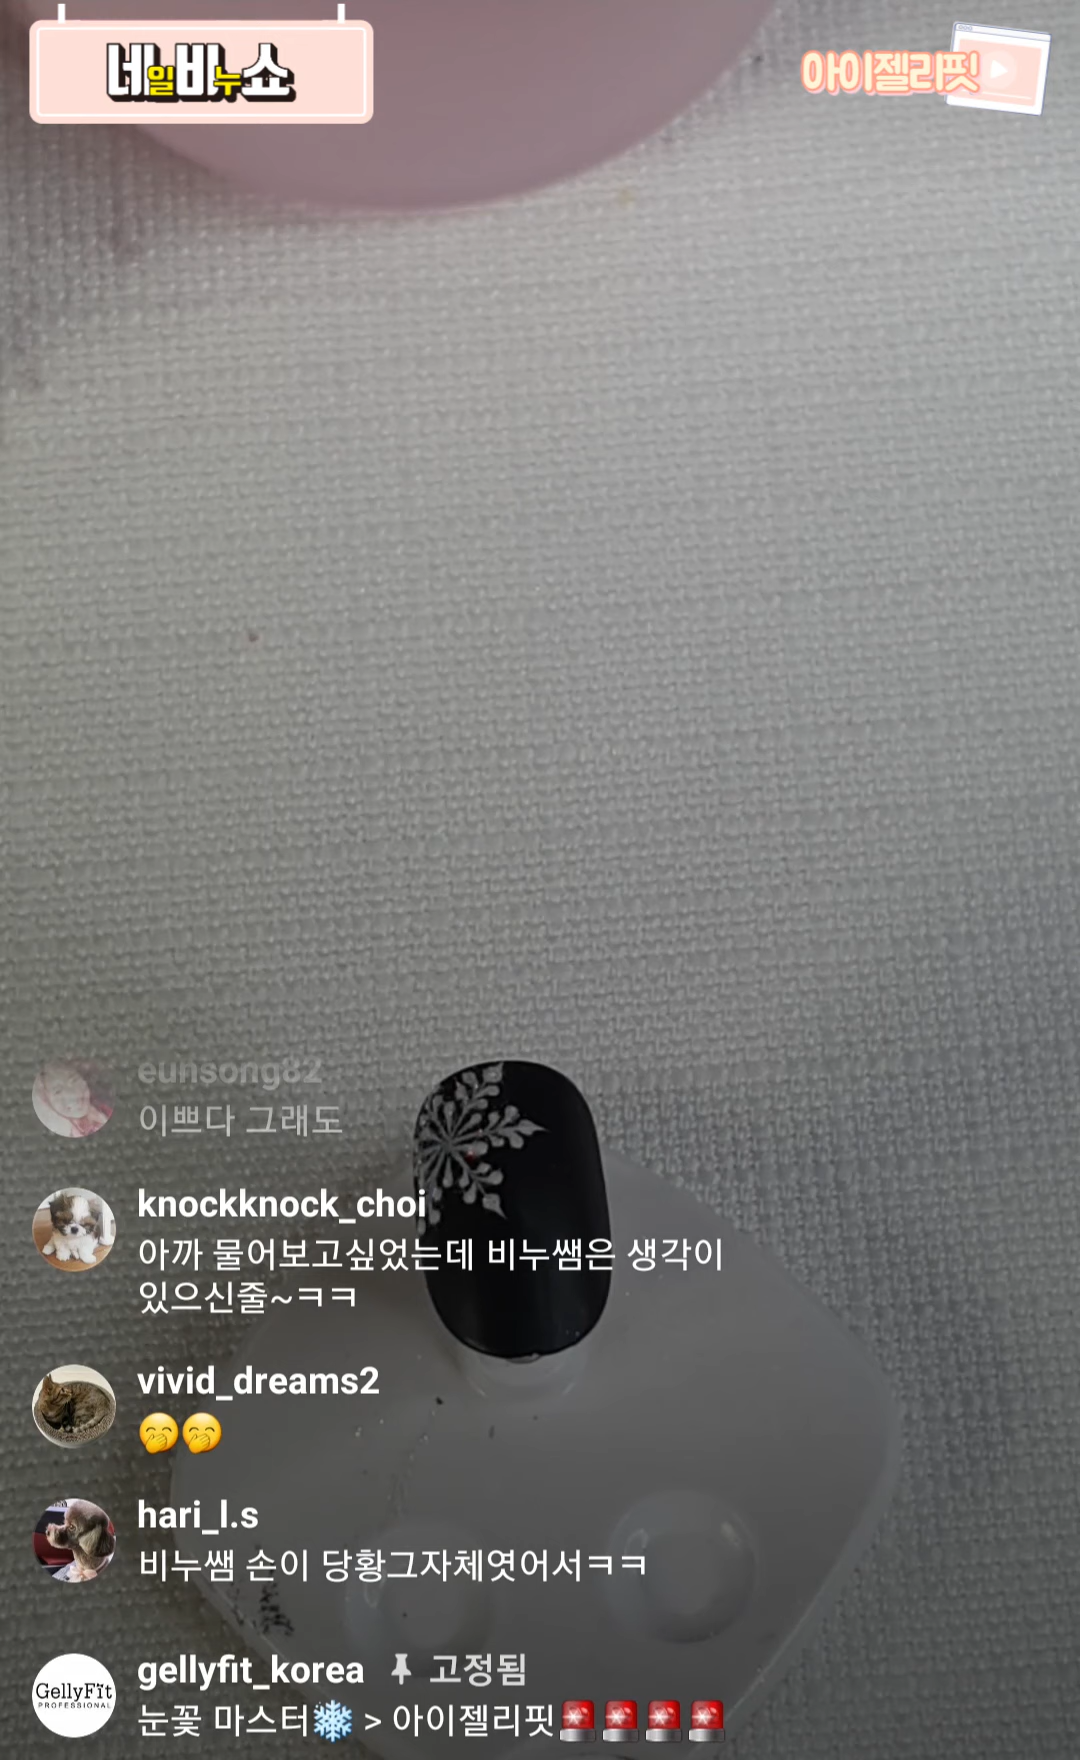 네일비누쇼
아이젤리핏
eunsong82
이쁘다 그래도
knockknock_choi
아까 물어보고싶었는데 비누쌤은 생각이
있으신줄~ㅋㅋ
vivid_dreams2
🤭🤭
hari_l.s
비누쌤 손이 당황그자체엿어서ㅋㅋ
GellyFit
PROFESSIONAL
gellyfit_korea 고정됨
눈꽃 마스터❄️ > 아이젤리핏🚨🚨🚨🚨